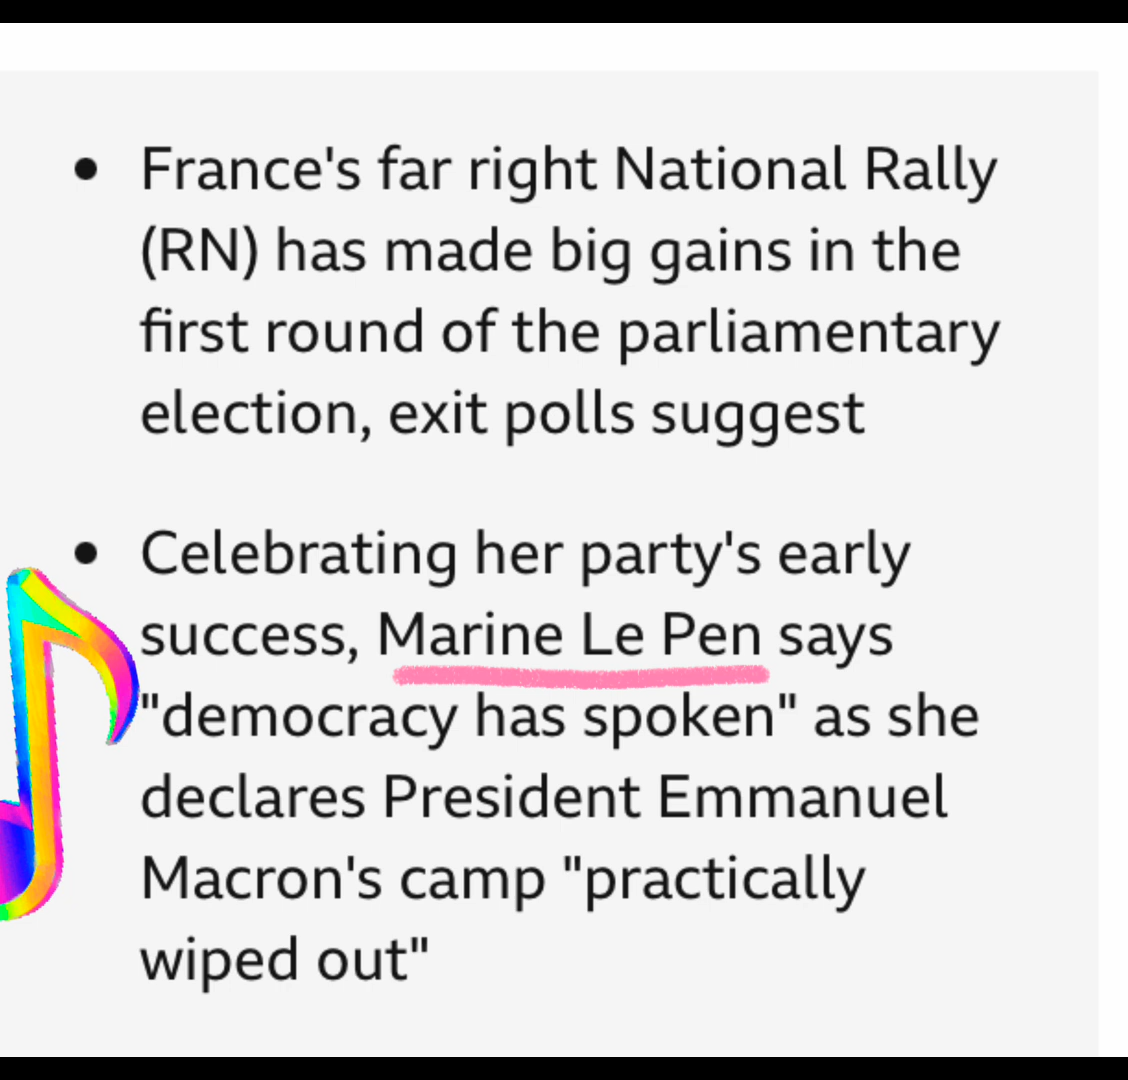 • France's far right National Rally
(RN) has made big gains in the
first round of the parliamentary
election, exit polls suggest
• Celebrating her party's early
success, Marine Le Pen says
"democracy has spoken" as she
declares President Emmanuel
Macron's camp "practically
wiped out"